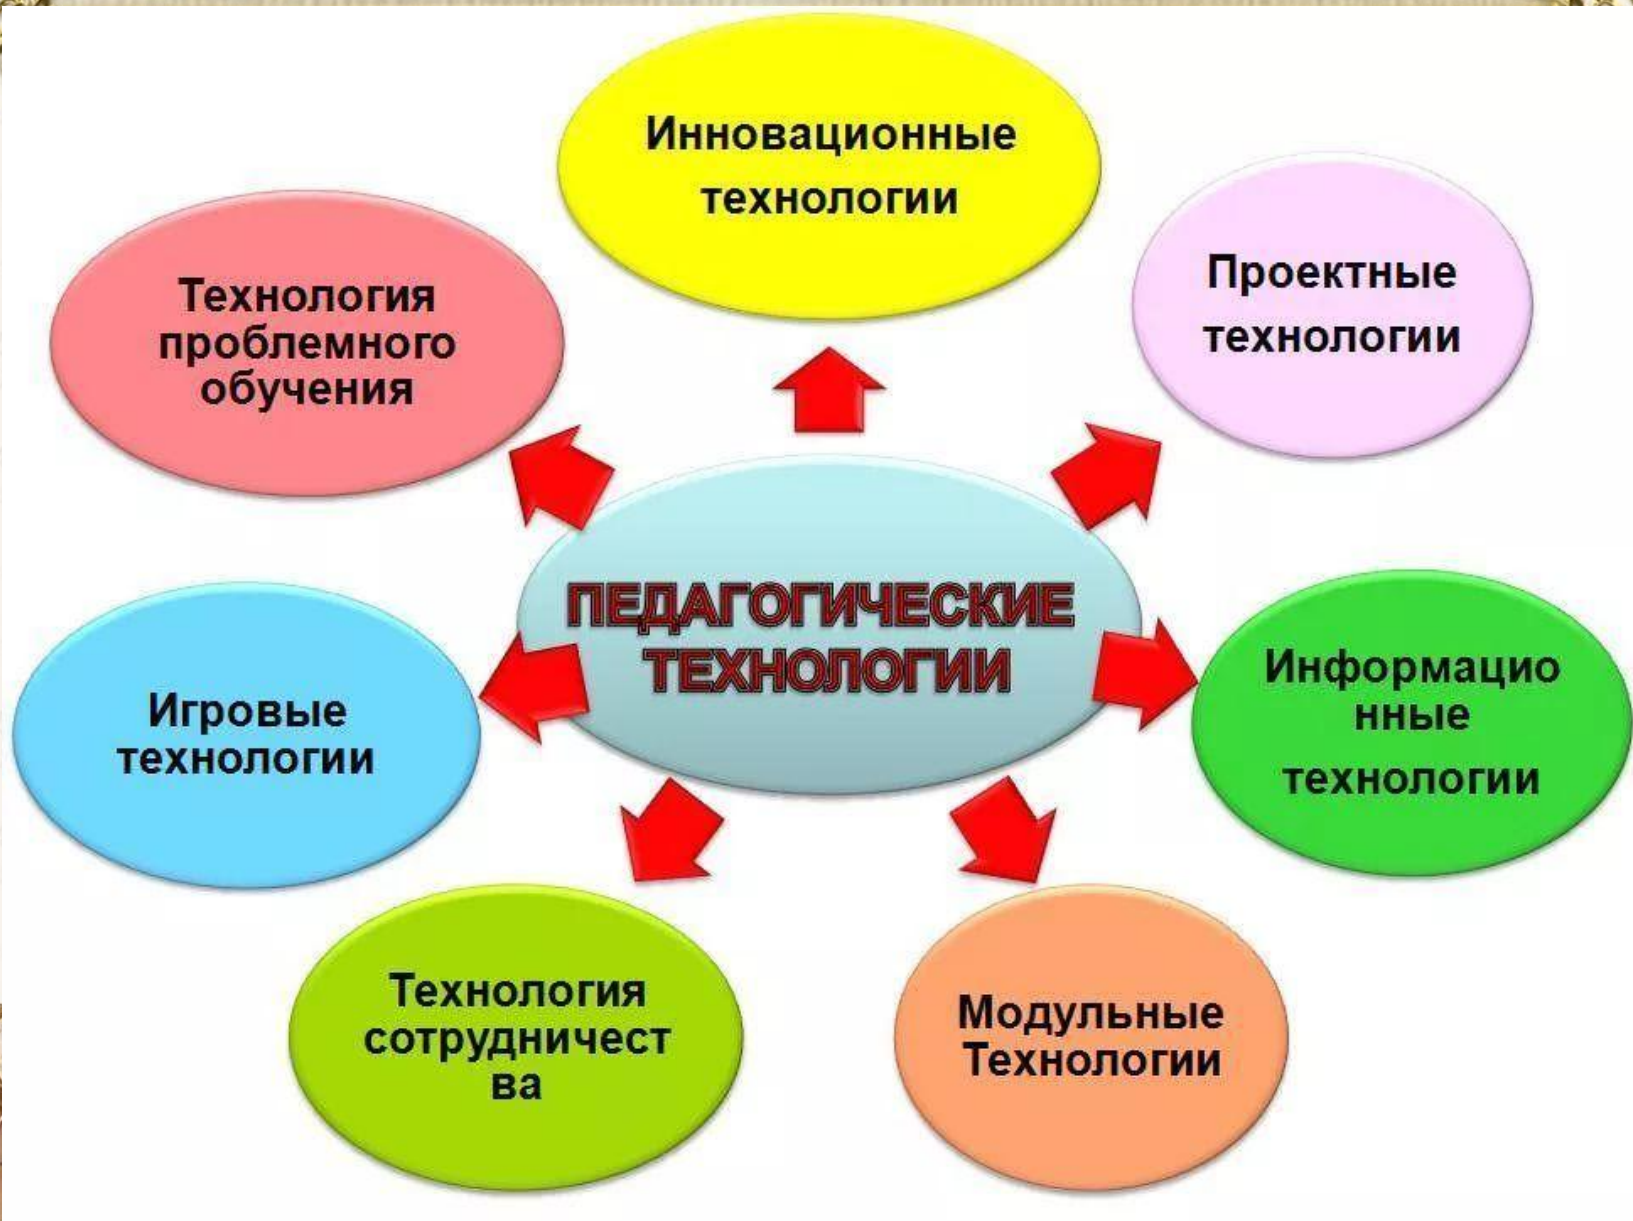 Инновационные
технологии
Проектные
технологии
Технология
проблемного
обучения
ПЕДАГОГИЧЕСКИЕ
ТЕХНОЛОГИИ
Информацио
нные
технологии
Игровые
технологии
Технология
сотрудничест
ва
Модульные
Технологии